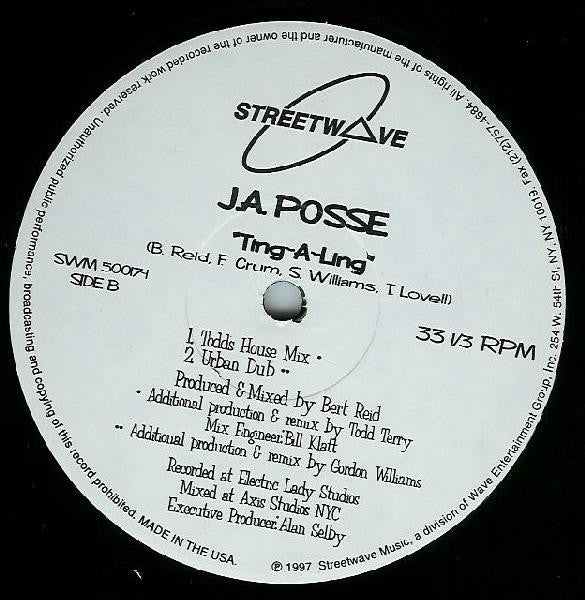 STREETWAVE
J.A. POSSE
"Ting-A-Ling"
(B. Reid, F. Crum, S. Williams, T. Lovell)
SWM 50017-1
SIDE B
33 1/3 RPM
1. Todds House Mix •
2. Urban Dub ••
Produced & Mixed by Bert Reid
• Additional production & remix by Todd Terry
Mix Engineer: Bill Klatt
•• Additional production & remix by Gordon Williams
Recorded at Electric Lady Studios
Mixed at Axis Studios NYC
Executive Producer: Alan Selby
℗ 1997 Streetwave Music, a division of Wave Entertainment Group, Inc. 254 W. 54th St. NY, NY 10019. Fax (212)757-4684. All rights of the manufacturer and of the owner of the recorded work reserved. Unauthorized public performance, broadcasting and copying of this record prohibited. MADE IN THE USA.